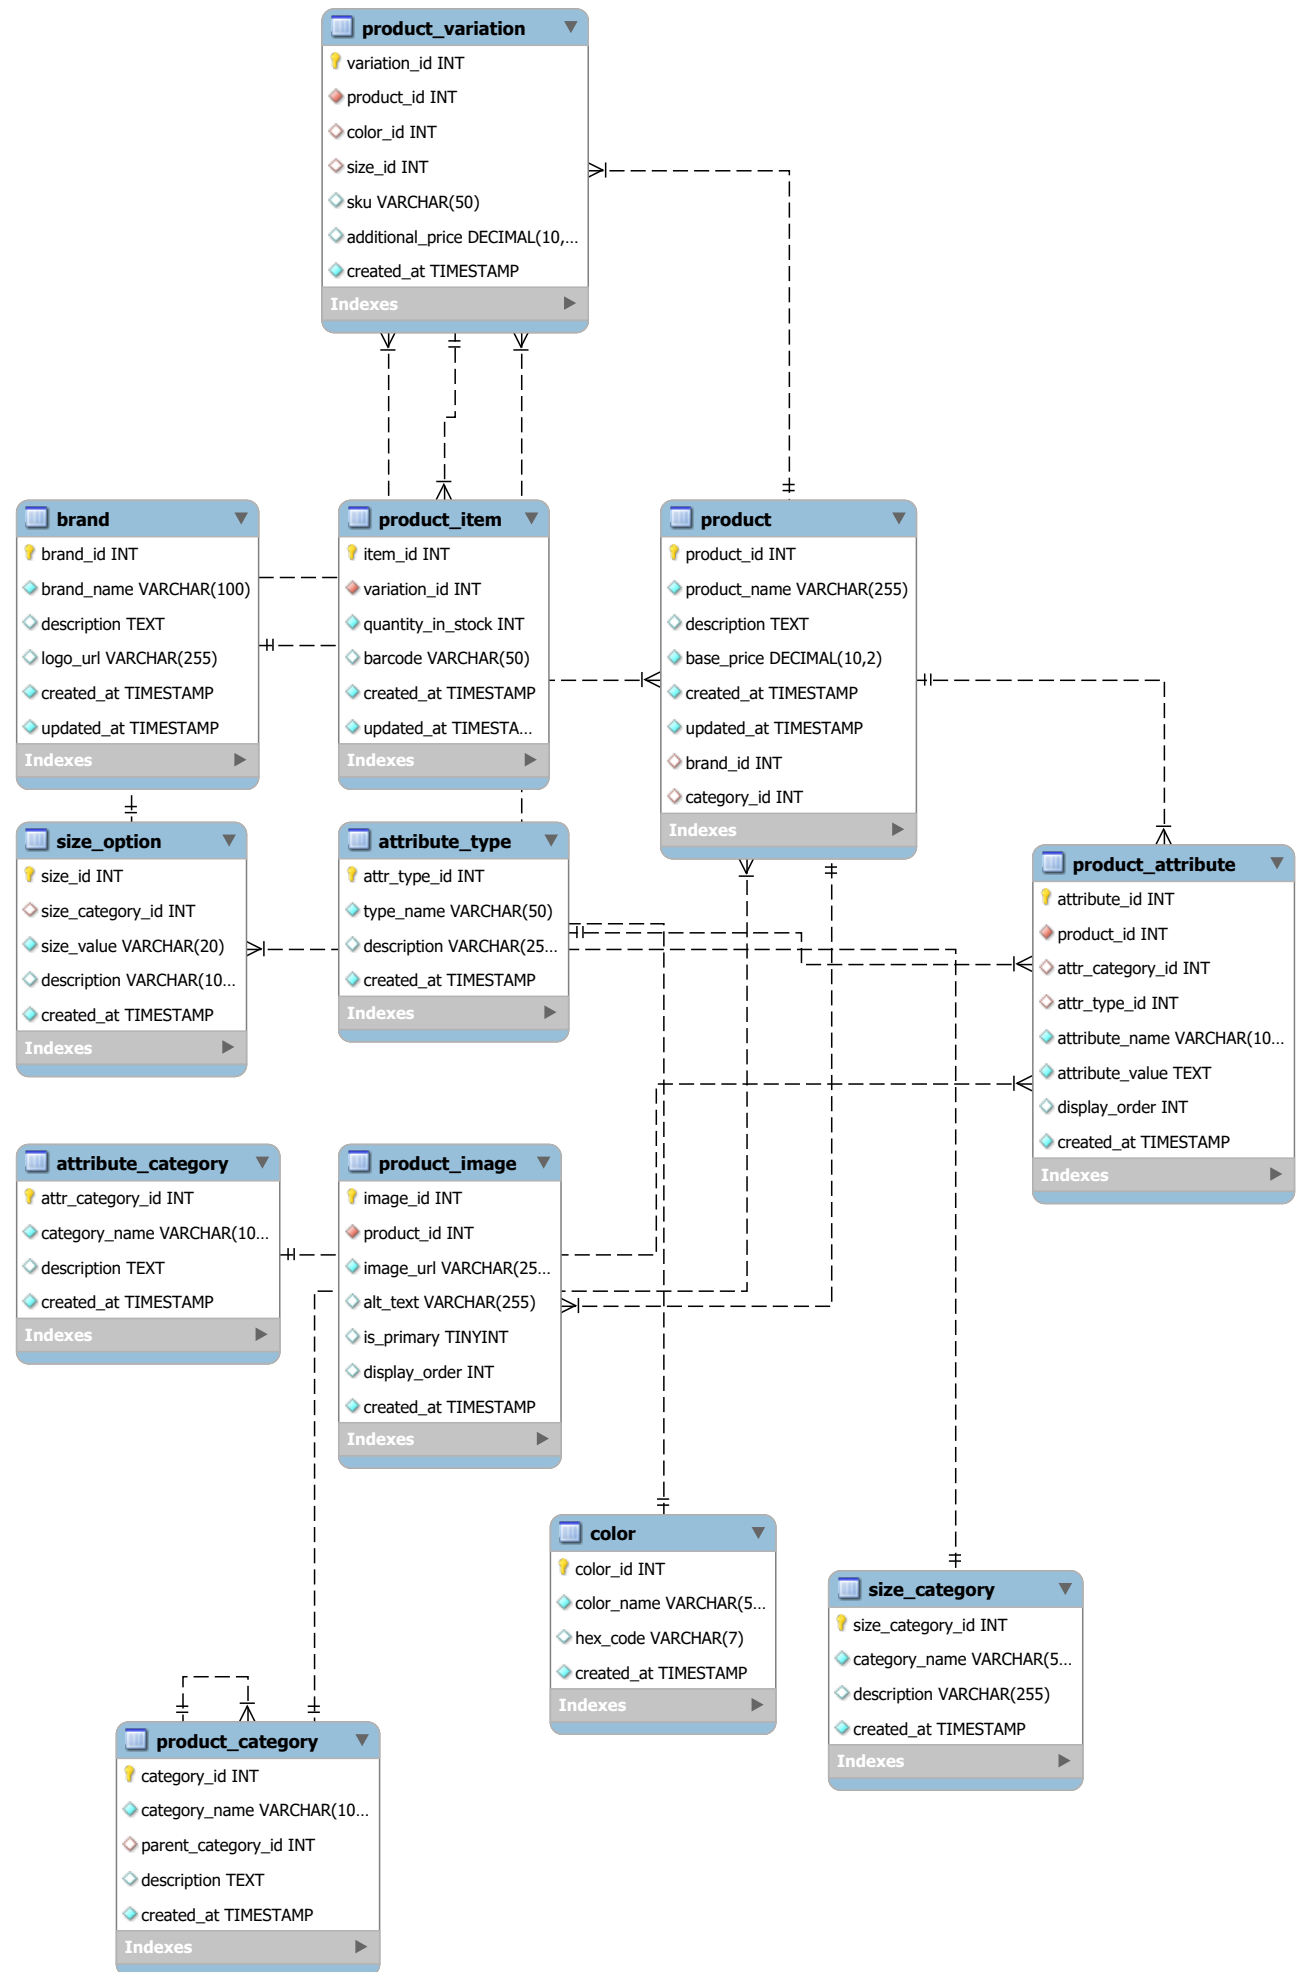 product_variation
variation_id INT
product_id INT
color_id INT
size_id INT
sku VARCHAR(50)
additional_price DECIMAL(10,...
created_at TIMESTAMP
Indexes
brand
brand_id INT
brand_name VARCHAR(100)
description TEXT
logo_url VARCHAR(255)
created_at TIMESTAMP
updated_at TIMESTAMP
Indexes
product_item
item_id INT
variation_id INT
quantity_in_stock INT
barcode VARCHAR(50)
created_at TIMESTAMP
updated_at TIMESTA...
Indexes
product
product_id INT
product_name VARCHAR(255)
description TEXT
base_price DECIMAL(10,2)
created_at TIMESTAMP
updated_at TIMESTAMP
brand_id INT
category_id INT
Indexes
size_option
size_id INT
size_category_id INT
size_value VARCHAR(20)
description VARCHAR(10...
created_at TIMESTAMP
Indexes
attribute_type
attr_type_id INT
type_name VARCHAR(50)
description VARCHAR(25...
created_at TIMESTAMP
Indexes
product_attribute
attribute_id INT
product_id INT
attr_category_id INT
attr_type_id INT
attribute_name VARCHAR(10...
attribute_value TEXT
display_order INT
created_at TIMESTAMP
Indexes
attribute_category
attr_category_id INT
category_name VARCHAR(10...
description TEXT
created_at TIMESTAMP
Indexes
product_image
image_id INT
product_id INT
image_url VARCHAR(25...
alt_text VARCHAR(255)
is_primary TINYINT
display_order INT
created_at TIMESTAMP
Indexes
color
color_id INT
color_name VARCHAR(5...
hex_code VARCHAR(7)
created_at TIMESTAMP
Indexes
size_category
size_category_id INT
category_name VARCHAR(5...
description VARCHAR(255)
created_at TIMESTAMP
Indexes
product_category
category_id INT
category_name VARCHAR(10...
parent_category_id INT
description TEXT
created_at TIMESTAMP
Indexes